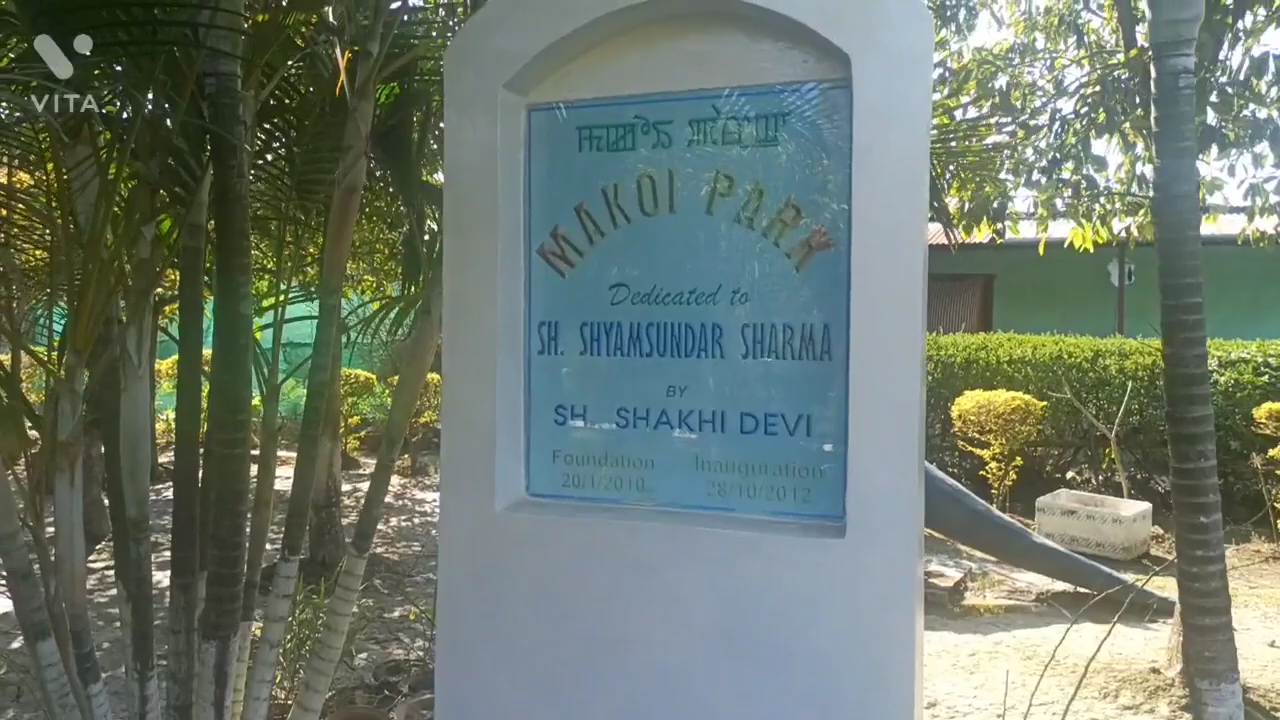 VITA
MAKOI PARK
Dedicated to
SH. SHYAMSUNDAR SHARMA
BY
SH. SHAKHI DEVI
Foundation Inauguration
20/1/2010 28/10/2012